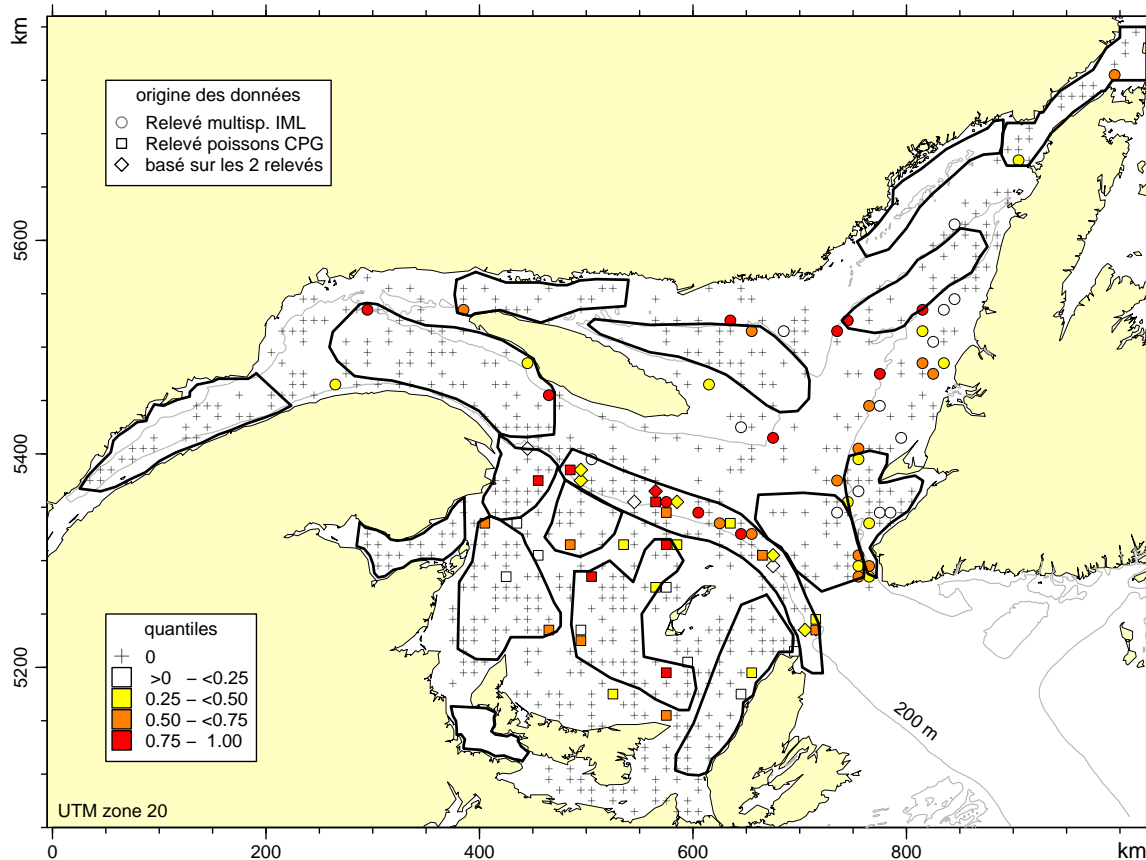 km
5600
5400
5200
origine des données
Relevé multisp. IML
Relevé poissons CPG
basé sur les 2 relevés
quantiles
0
>0 – <0.25
0.25 – <0.50
0.50 – <0.75
0.75 – 1.00
200 m
UTM zone 20
0 200 400 600 800 km